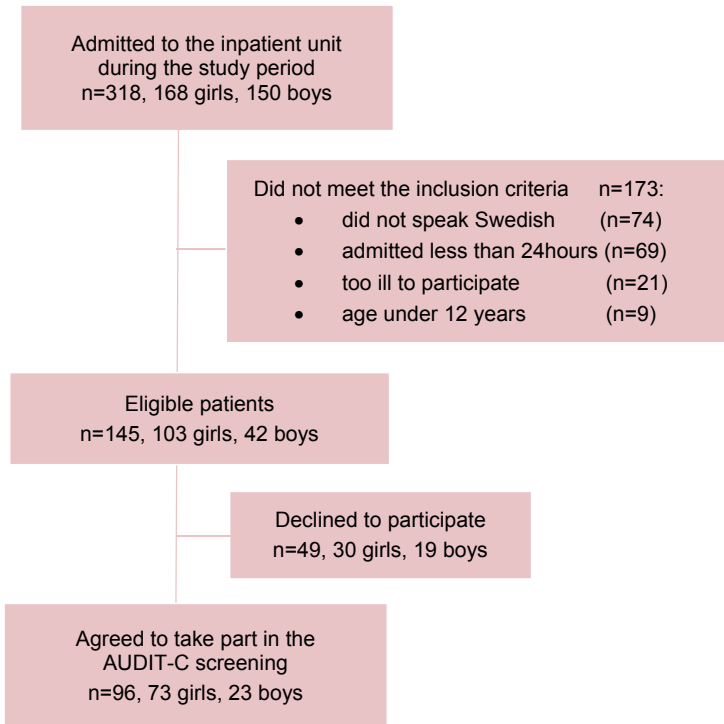 Admitted to the inpatient unit
during the study period
n=318, 168 girls, 150 boys
Did not meet the inclusion criteria n=173:
• did not speak Swedish (n=74)
• admitted less than 24hours (n=69)
• too ill to participate (n=21)
• age under 12 years (n=9)
Eligible patients
n=145, 103 girls, 42 boys
Declined to participate
n=49, 30 girls, 19 boys
Agreed to take part in the
AUDIT-C screening
n=96, 73 girls, 23 boys